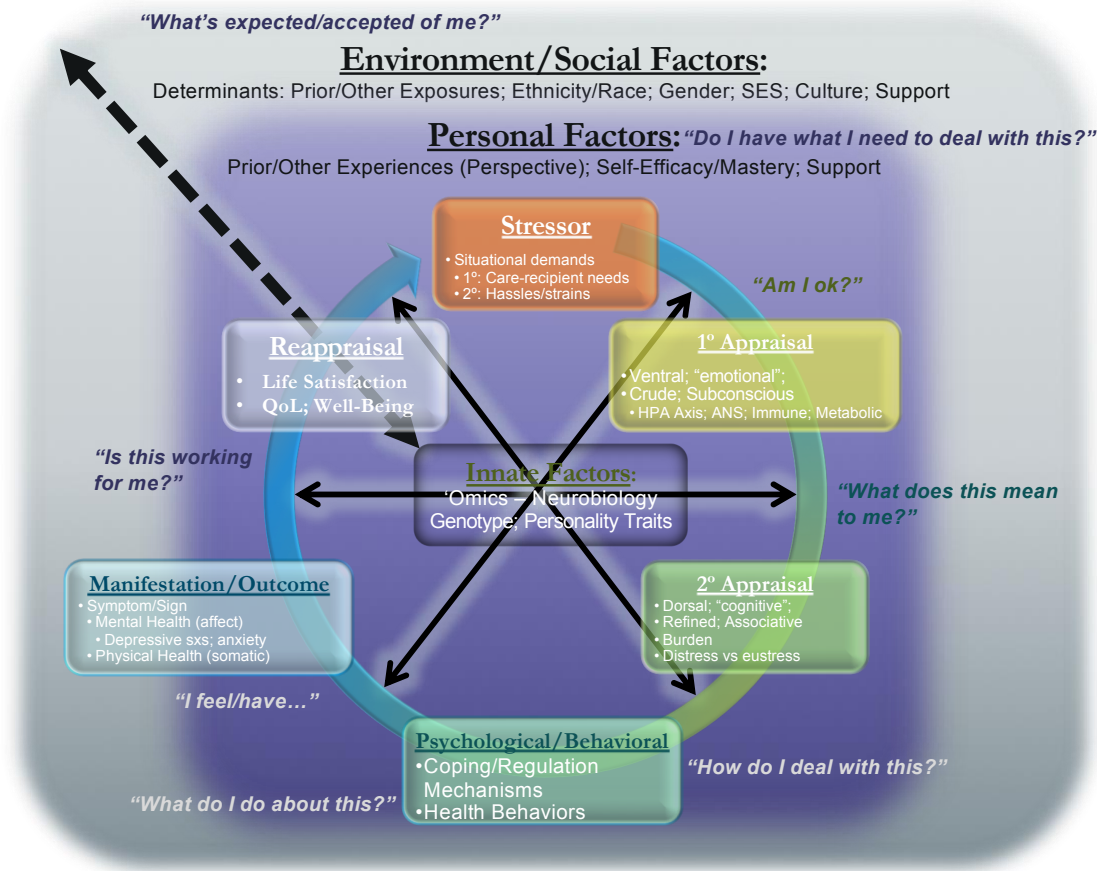 “What’s expected/accepted of me?”
Environment/Social Factors:
Determinants: Prior/Other Exposures; Ethnicity/Race; Gender; SES; Culture; Support
Personal Factors: “Do I have what I need to deal with this?”
Prior/Other Experiences (Perspective); Self-Efficacy/Mastery; Support
Stressor
• Situational demands
• 1º: Care-recipient needs
• 2º: Hassles/strains
“Am I ok?”
1º Appraisal
• Ventral; “emotional”;
• Crude; Subconscious
• HPA Axis; ANS; Immune; Metabolic
Reappraisal
• Life Satisfaction
• QoL; Well-Being
“Is this working
for me?”
Innate Factors:
‘Omics – Neurobiology
Genotype; Personality Traits
“What does this mean
to me?”
2º Appraisal
• Dorsal; “cognitive”;
• Refined; Associative
• Burden
• Distress vs eustress
Manifestation/Outcome
• Symptom/Sign
• Mental Health (affect)
• Depressive sxs; anxiety
• Physical Health (somatic)
“I feel/have…”
Psychological/Behavioral
• Coping/Regulation
Mechanisms
• Health Behaviors
“How do I deal with this?”
“What do I do about this?”